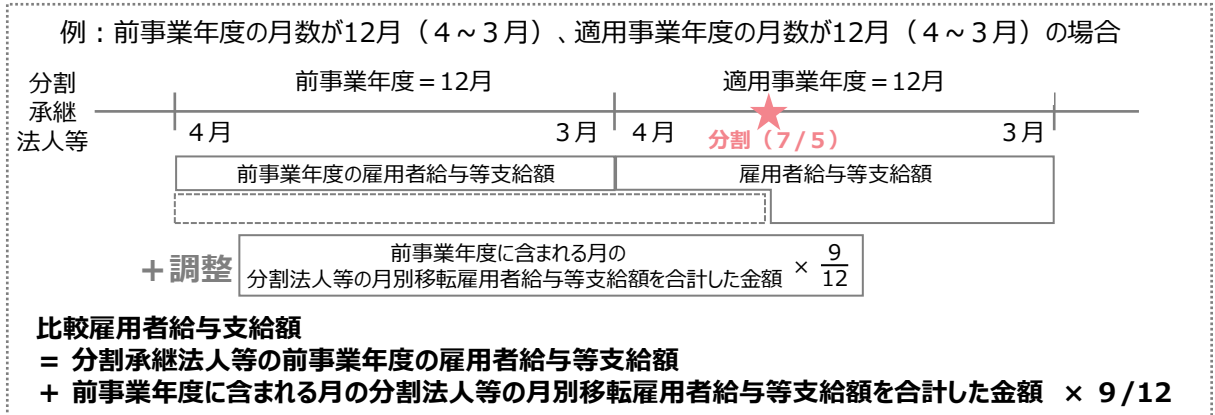 例：前事業年度の月数が12月（４～３月）、適用事業年度の月数が12月（４～３月）の場合
分割
承継
法人等
前事業年度＝12月
適用事業年度＝12月
４月
３月
４月
分割（7/5）
３月
前事業年度の雇用者給与等支給額
雇用者給与等支給額
＋調整
前事業年度に含まれる月の
分割法人等の月別移転雇用者給与等支給額を合計した金額
×
9
12
比較雇用者給与支給額
＝ 分割承継法人等の前事業年度の雇用者給与等支給額
＋ 前事業年度に含まれる月の分割法人等の月別移転雇用者給与等支給額を合計した金額 × 9/12